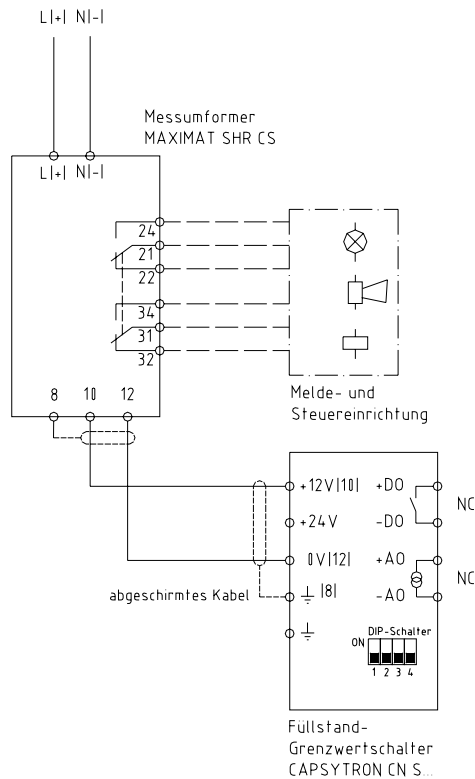 L|+| N|-|
Messumformer
MAXIMAT SHR CS
L|+| N|-|
24
21
22
34
31
32
8 10 12
Melde- und
Steuereinrichtung
+12V|10| +DO
NO
+24V -DO
0V|12| +AO
abgeschirmtes Kabel |8| -AO
DIP-Schalter
ON
1 2 3 4
Füllstand-
Grenzwertschalter
CAPSYTRON CN S...